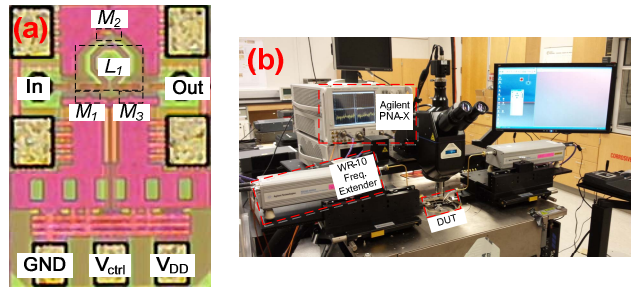 (a)
M2
L1
In
Out
M1
M3
GND
Vctrl
VDD
(b)
Agilent
PNA-X
WR-10
Freq.
Extender
DUT